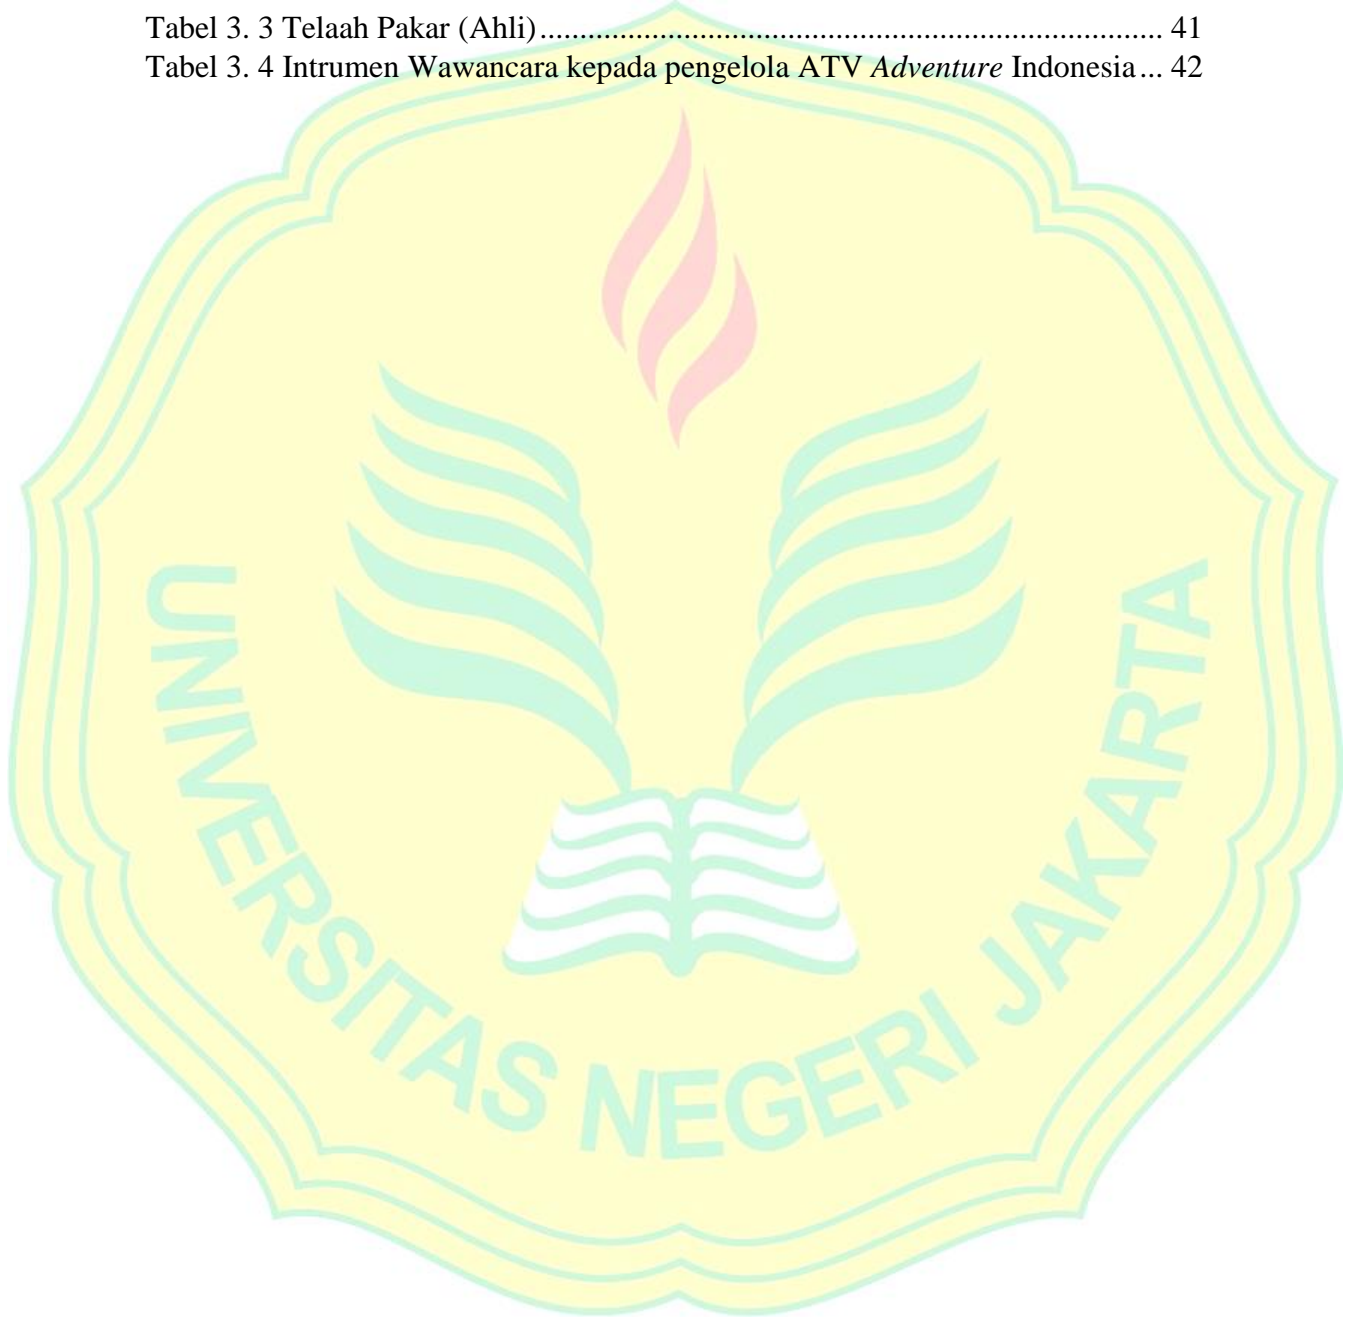 Tabel 3. 3 Telaah Pakar (Ahli)............................................................................... 41
Tabel 3. 4 Intrumen Wawancara kepada pengelola ATV Adventure Indonesia... 42
UNIVERSITAS NEGERI JAKARTA